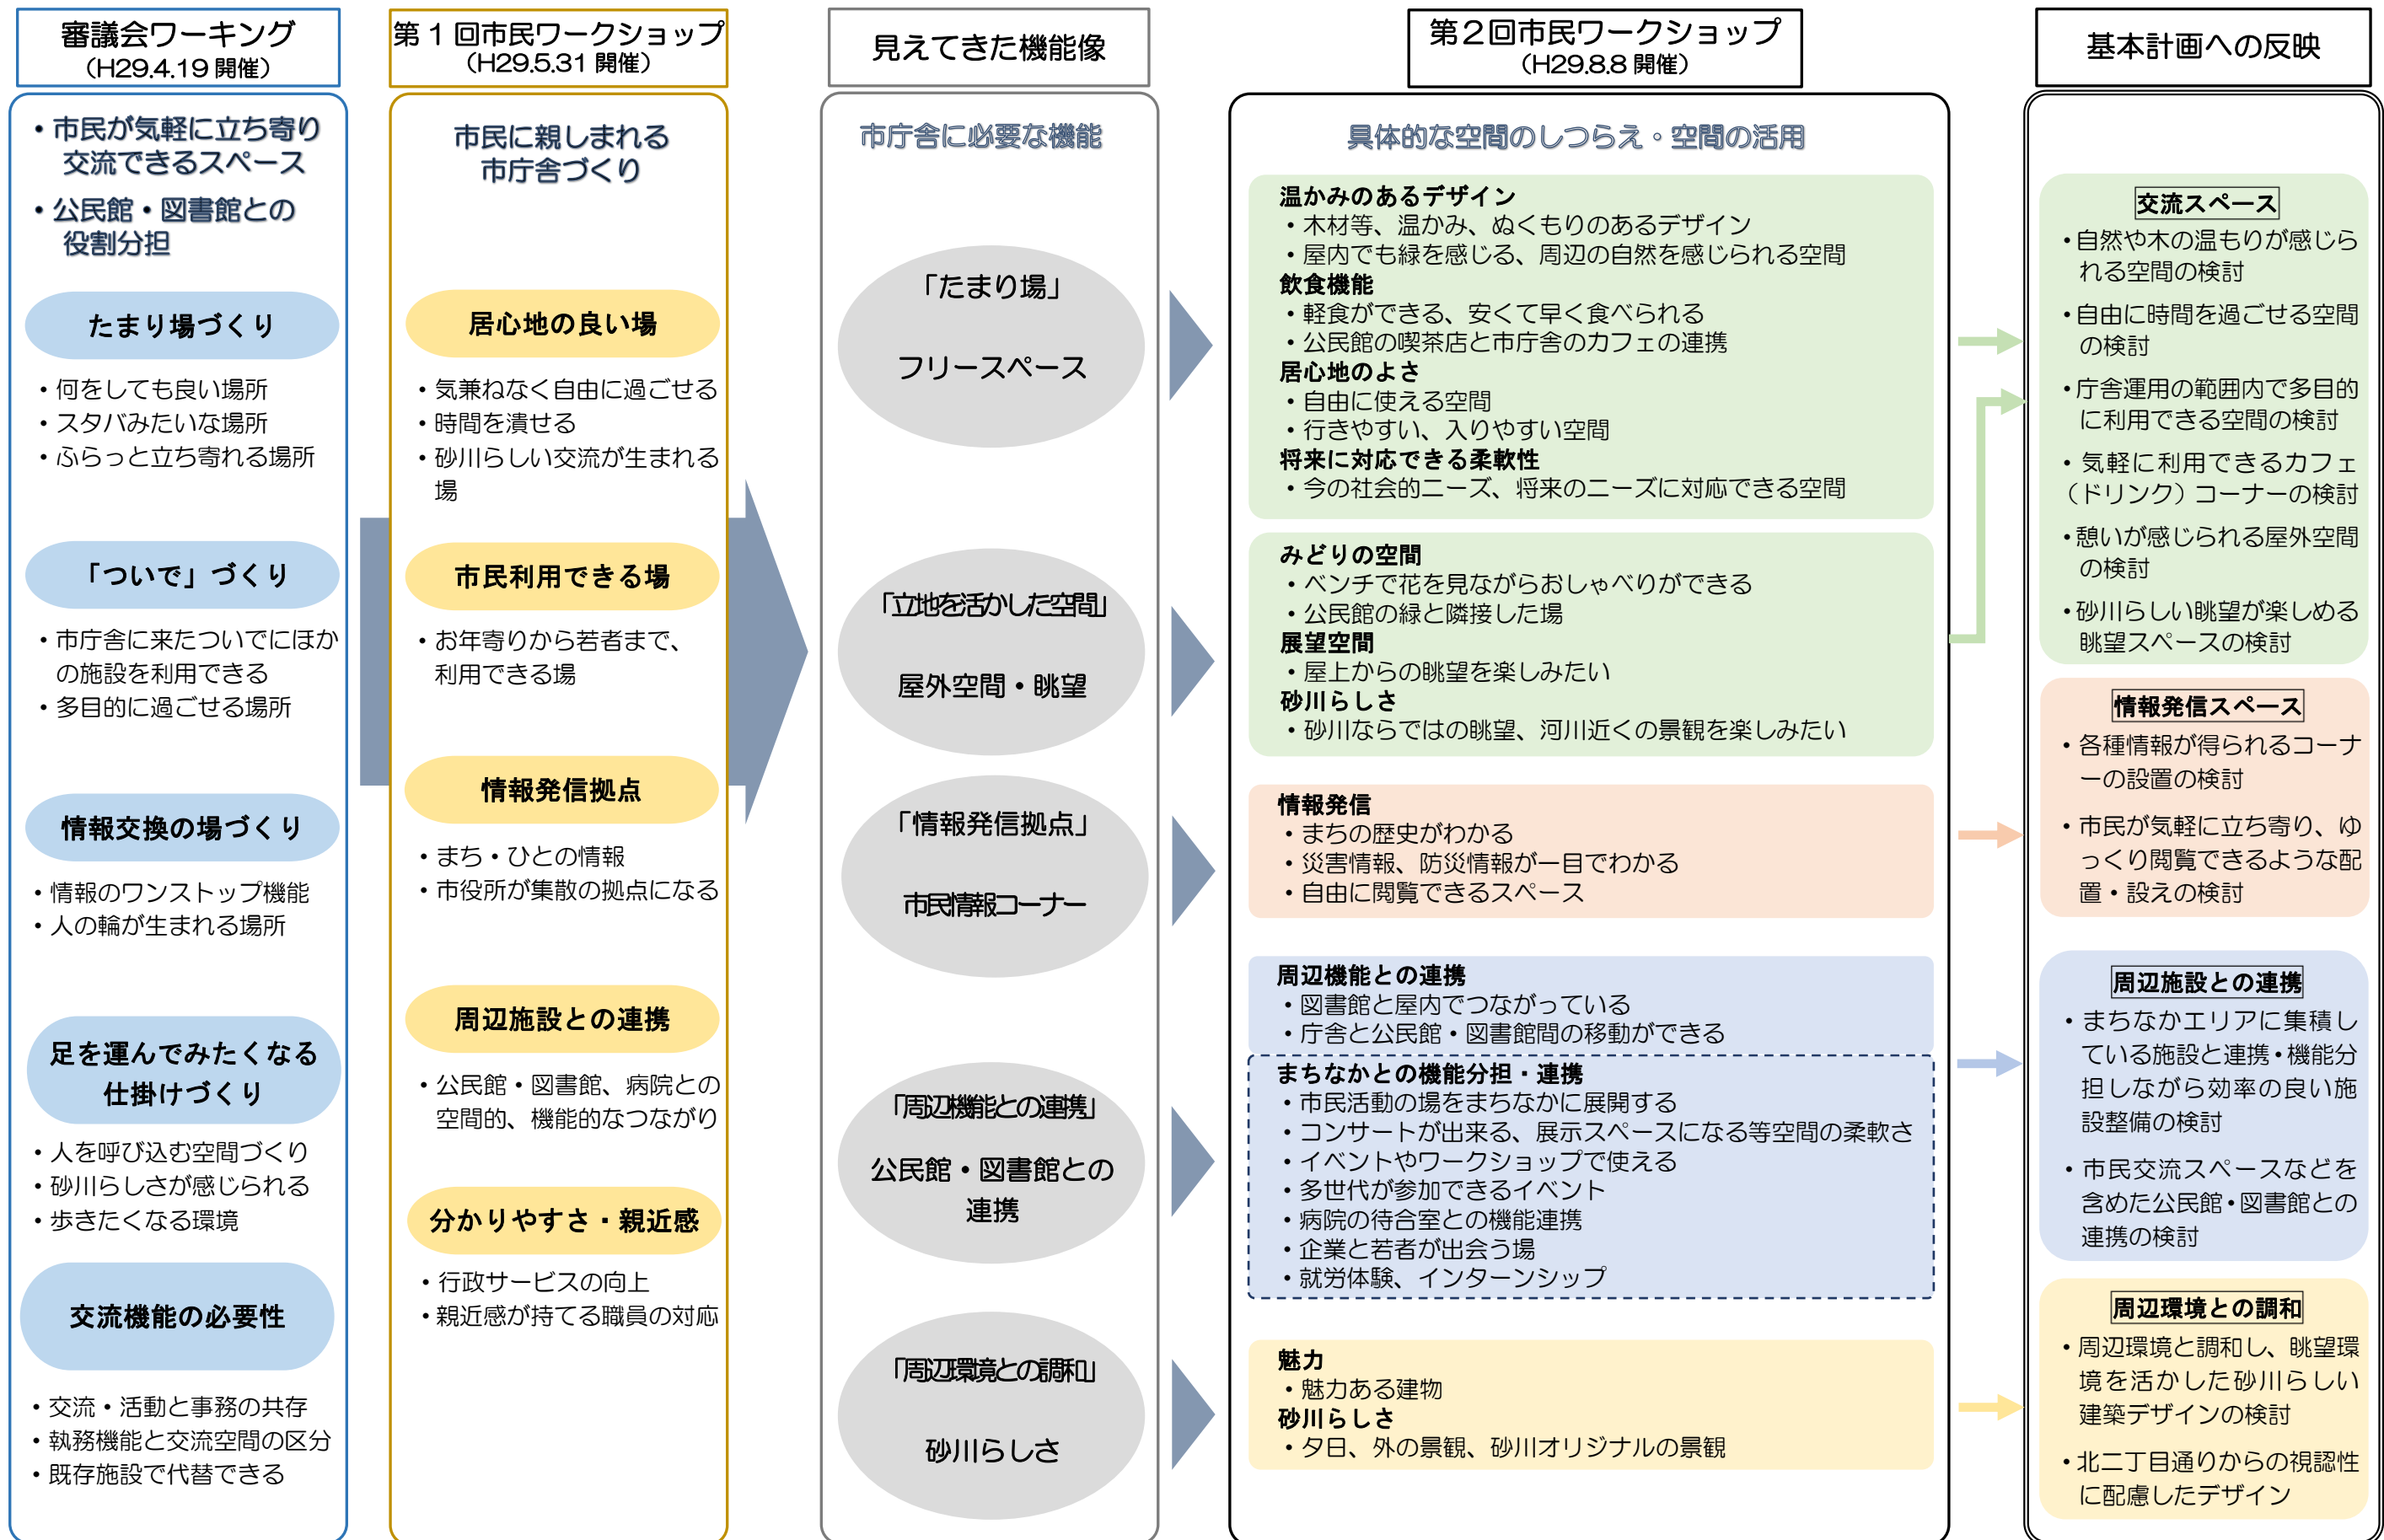 審議会ワーキング
（H29.4.19 開催）
・市民が気軽に立ち寄り
交流できるスペース
・公民館・図書館との
役割分担
たまり場づくり
・何をしても良い場所
・スタバみたいな場所
・ふらっと立ち寄れる場所
「ついで」づくり
・市庁舎に来たついでにほか
の施設を利用できる
・多目的に過ごせる場所
情報交換の場づくり
・情報のワンストップ機能
・人の輪が生まれる場所
足を運んでみたくなる
仕掛けづくり
・人を呼び込む空間づくり
・砂川らしさが感じられる
・歩きたくなる環境
交流機能の必要性
・交流・活動と事務の共存
・執務機能と交流空間の区分
・既存施設で代替できる
第１回市民ワークショップ
（H29.5.31 開催）
市民に親しまれる
市庁舎づくり
居心地の良い場
・気兼ねなく自由に過ごせる
・時間を潰せる
・砂川らしい交流が生まれる
場
市民利用できる場
・お年寄りから若者まで、
利用できる場
情報発信拠点
・まち・ひとの情報
・市役所が集散の拠点になる
周辺施設との連携
・公民館・図書館、病院との
空間的、機能的なつながり
分かりやすさ・親近感
・行政サービスの向上
・親近感が持てる職員の対応
見えてきた機能像
市庁舎に必要な機能
「たまり場」
フリースペース
「立地を活かした空間」
屋外空間・眺望
「情報発信拠点」
市民情報コーナー
「周辺機能との連携」
公民館・図書館との
連携
「周辺環境との調和」
砂川らしさ
第２回市民ワークショップ
（H29.8.8 開催）
具体的な空間のしつらえ・空間の活用
温かみのあるデザイン
・木材等、温かみ、ぬくもりのあるデザイン
・屋内でも緑を感じる、周辺の自然を感じられる空間
飲食機能
・軽食ができる、安くて早く食べられる
・公民館の喫茶店と市庁舎のカフェの連携
居心地のよさ
・自由に使える空間
・行きやすい、入りやすい空間
将来に対応できる柔軟性
・今の社会的ニーズ、将来のニーズに対応できる空間
みどりの空間
・ベンチで花を見ながらおしゃべりができる
・公民館の緑と隣接した場
展望空間
・屋上からの眺望を楽しみたい
砂川らしさ
・砂川ならではの眺望、河川近くの景観を楽しみたい
情報発信
・まちの歴史がわかる
・災害情報、防災情報が一目でわかる
・自由に閲覧できるスペース
周辺機能との連携
・図書館と屋内でつながっている
・庁舎と公民館・図書館間の移動ができる
まちなかとの機能分担・連携
・市民活動の場をまちなかに展開する
・コンサートが出来る、展示スペースになる等空間の柔軟さ
・イベントやワークショップで使える
・多世代が参加できるイベント
・病院の待合室との機能連携
・企業と若者が出会う場
・就労体験、インターンシップ
魅力
・魅力ある建物
砂川らしさ
・夕日、外の景観、砂川オリジナルの景観
基本計画への反映
交流スペース
・自然や木の温もりが感じら
れる空間の検討
・自由に時間を過ごせる空間
の検討
・庁舎運用の範囲内で多目的
に利用できる空間の検討
・気軽に利用できるカフェ
（ドリンク）コーナーの検討
・憩いが感じられる屋外空間
の検討
・砂川らしい眺望が楽しめる
眺望スペースの検討
情報発信スペース
・各種情報が得られるコーナ
ーの設置の検討
・市民が気軽に立ち寄り、ゆ
っくり閲覧できるような配
置・設えの検討
周辺施設との連携
・まちなかエリアに集積し
ている施設と連携・機能分
担しながら効率の良い施
設整備の検討
・市民交流スペースなどを
含めた公民館・図書館との
連携の検討
周辺環境との調和
・周辺環境と調和し、眺望環
境を活かした砂川らしい
建築デザインの検討
・北二丁目通りからの視認性
に配慮したデザイン